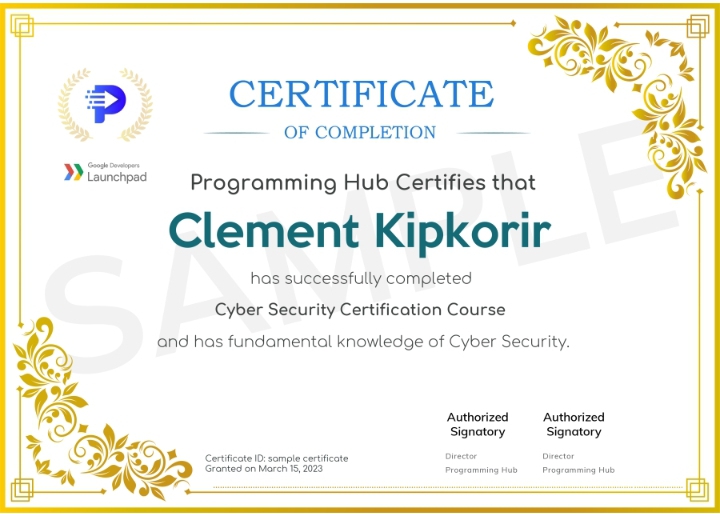 CERTIFICATE
OF COMPLETION
Google Developers
Launchpad
Programming Hub Certifies that
Clement Kipkorir
has successfully completed
Cyber Security Certification Course
and has fundamental knowledge of Cyber Security.
SAMPLE
Authorized Signatory
Director
Programming Hub
Authorized Signatory
Director
Programming Hub
Certificate ID: sample certificate
Granted on March 15, 2023